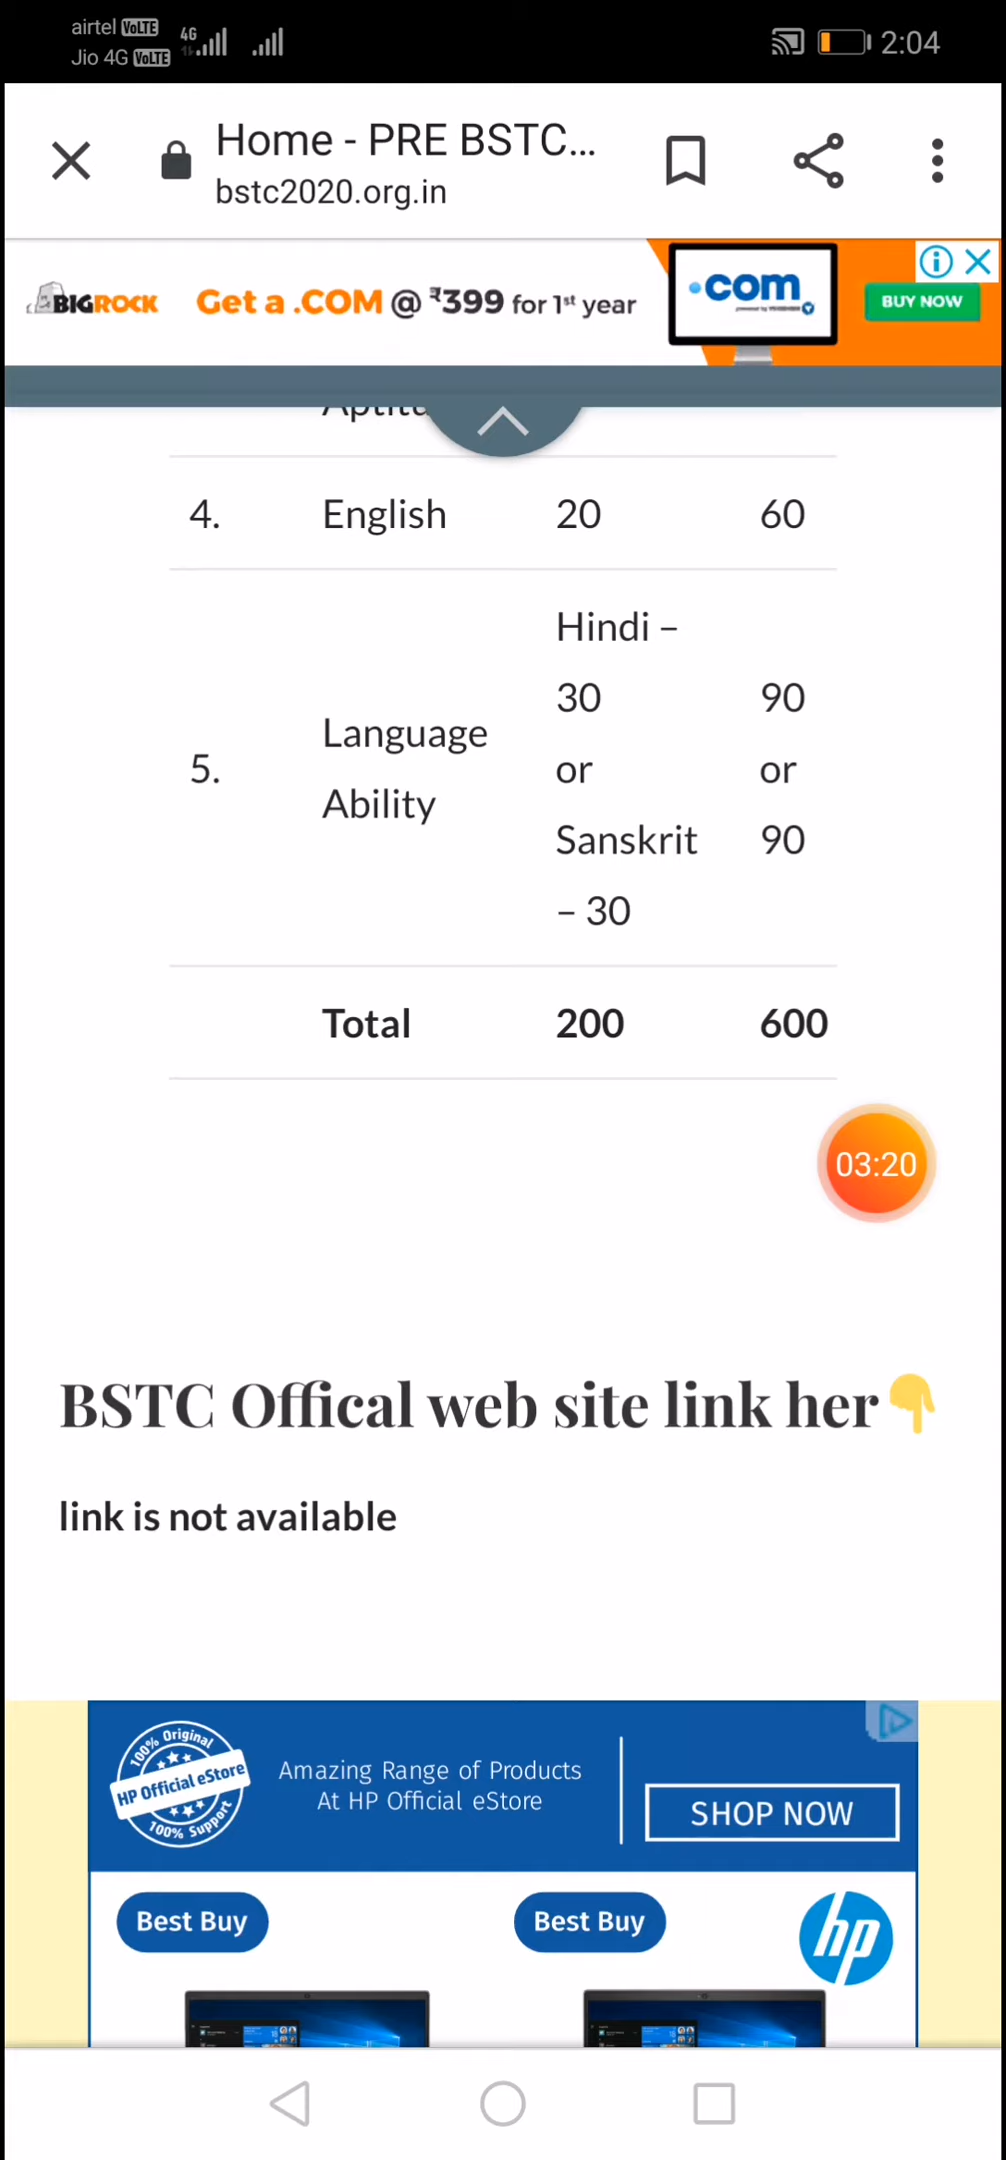 airtel VoLTE
4G
2:04
Jio 4G VoLTE
Home - PRE BSTC...
bstc2020.org.in
BIGROCK
Get a .COM @ ₹399 for 1st year
.com
BUY NOW
4. English 20 60
Hindi –
30 90
Language
5. or or
Ability
Sanskrit 90
– 30
Total 200 600
03:20
BSTC Offical web site link her👇
link is not available
100% Original
HP Official eStore
100% Support
Amazing Range of Products
At HP Official eStore
SHOP NOW
Best Buy
Best Buy
hp